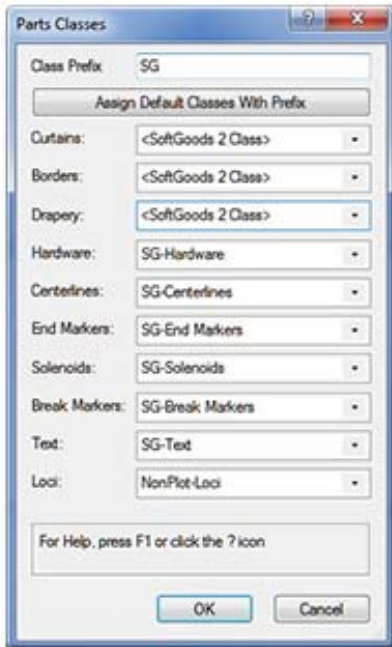 Parts Classes
Class Prefix SG
Assign Default Classes With Prefix
Curtains: <SoftGoods 2 Class>
Borders: <SoftGoods 2 Class>
Drapery: <SoftGoods 2 Class>
Hardware: SG-Hardware
Centerlines: SG-Centerlines
End Markers: SG-End Markers
Solenoids: SG-Solenoids
Break Markers: SG-Break Markers
Text: SG-Text
Loci: NonPlot-Loci
For Help, press F1 or click the ? icon
OK Cancel